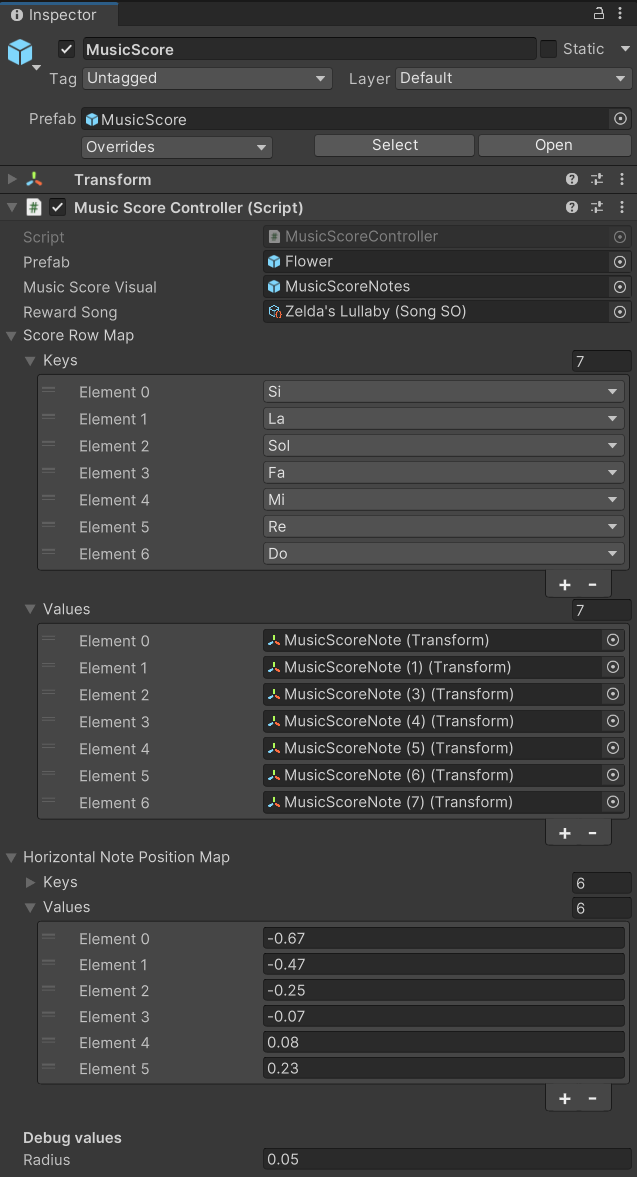 Inspector
MusicScore Static
Tag Untagged Layer Default
Prefab MusicScore
Overrides Select Open
Transform
Music Score Controller (Script)
Script MusicScoreController
Prefab Flower
Music Score Visual MusicScoreNotes
Reward Song Zelda's Lullaby (Song SO)
Score Row Map
Keys 7
Element 0 Si
Element 1 La
Element 2 Sol
Element 3 Fa
Element 4 Mi
Element 5 Re
Element 6 Do
+ -
Values 7
Element 0 MusicScoreNote (Transform)
Element 1 MusicScoreNote (1) (Transform)
Element 2 MusicScoreNote (3) (Transform)
Element 3 MusicScoreNote (4) (Transform)
Element 4 MusicScoreNote (5) (Transform)
Element 5 MusicScoreNote (6) (Transform)
Element 6 MusicScoreNote (7) (Transform)
+ -
Horizontal Note Position Map
Keys 6
Values 6
Element 0 -0.67
Element 1 -0.47
Element 2 -0.25
Element 3 -0.07
Element 4 0.08
Element 5 0.23
+ -
Debug values
Radius 0.05